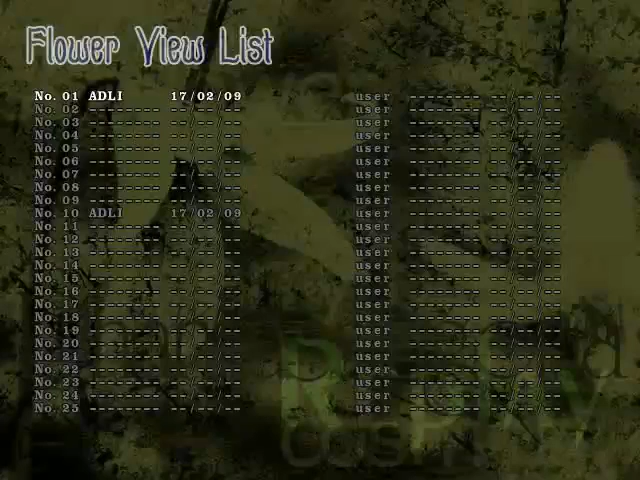 Flower View List
No. 01 ADLI 17/02/09 user -------- --/--/--
No. 02 -------- --/--/-- user -------- --/--/--
No. 03 -------- --/--/-- user -------- --/--/--
No. 04 -------- --/--/-- user -------- --/--/--
No. 05 -------- --/--/-- user -------- --/--/--
No. 06 -------- --/--/-- user -------- --/--/--
No. 07 -------- --/--/-- user -------- --/--/--
No. 08 -------- --/--/-- user -------- --/--/--
No. 09 -------- --/--/-- user -------- --/--/--
No. 10 ADLI 17/02/09 user -------- --/--/--
No. 11 -------- --/--/-- user -------- --/--/--
No. 12 -------- --/--/-- user -------- --/--/--
No. 13 -------- --/--/-- user -------- --/--/--
No. 14 -------- --/--/-- user -------- --/--/--
No. 15 -------- --/--/-- user -------- --/--/--
No. 16 -------- --/--/-- user -------- --/--/--
No. 17 -------- --/--/-- user -------- --/--/--
No. 18 -------- --/--/-- user -------- --/--/--
No. 19 -------- --/--/-- user -------- --/--/--
No. 20 -------- --/--/-- user -------- --/--/--
No. 21 -------- --/--/-- user -------- --/--/--
No. 22 -------- --/--/-- user -------- --/--/--
No. 23 -------- --/--/-- user -------- --/--/--
No. 24 -------- --/--/-- user -------- --/--/--
No. 25 -------- --/--/-- user -------- --/--/--